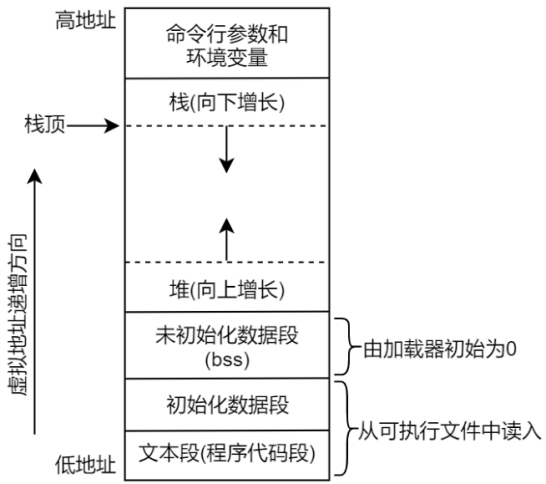 高地址
命令行参数和
环境变量
栈(向下增长)
栈顶
虚拟地址递增方向
堆(向上增长)
未初始化数据段
(bss)
由加载器初始为0
初始化数据段
从可执行文件中读入
文本段(程序代码段)
低地址